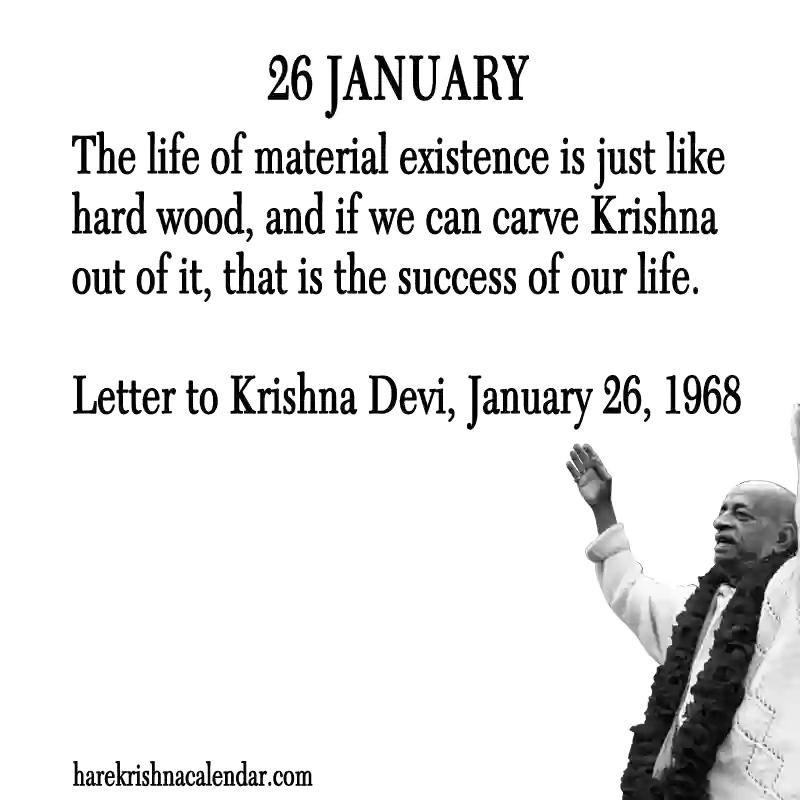 26 JANUARY
The life of material existence is just like
hard wood, and if we can carve Krishna
out of it, that is the success of our life.
Letter to Krishna Devi, January 26, 1968
harekrishnacalendar.com